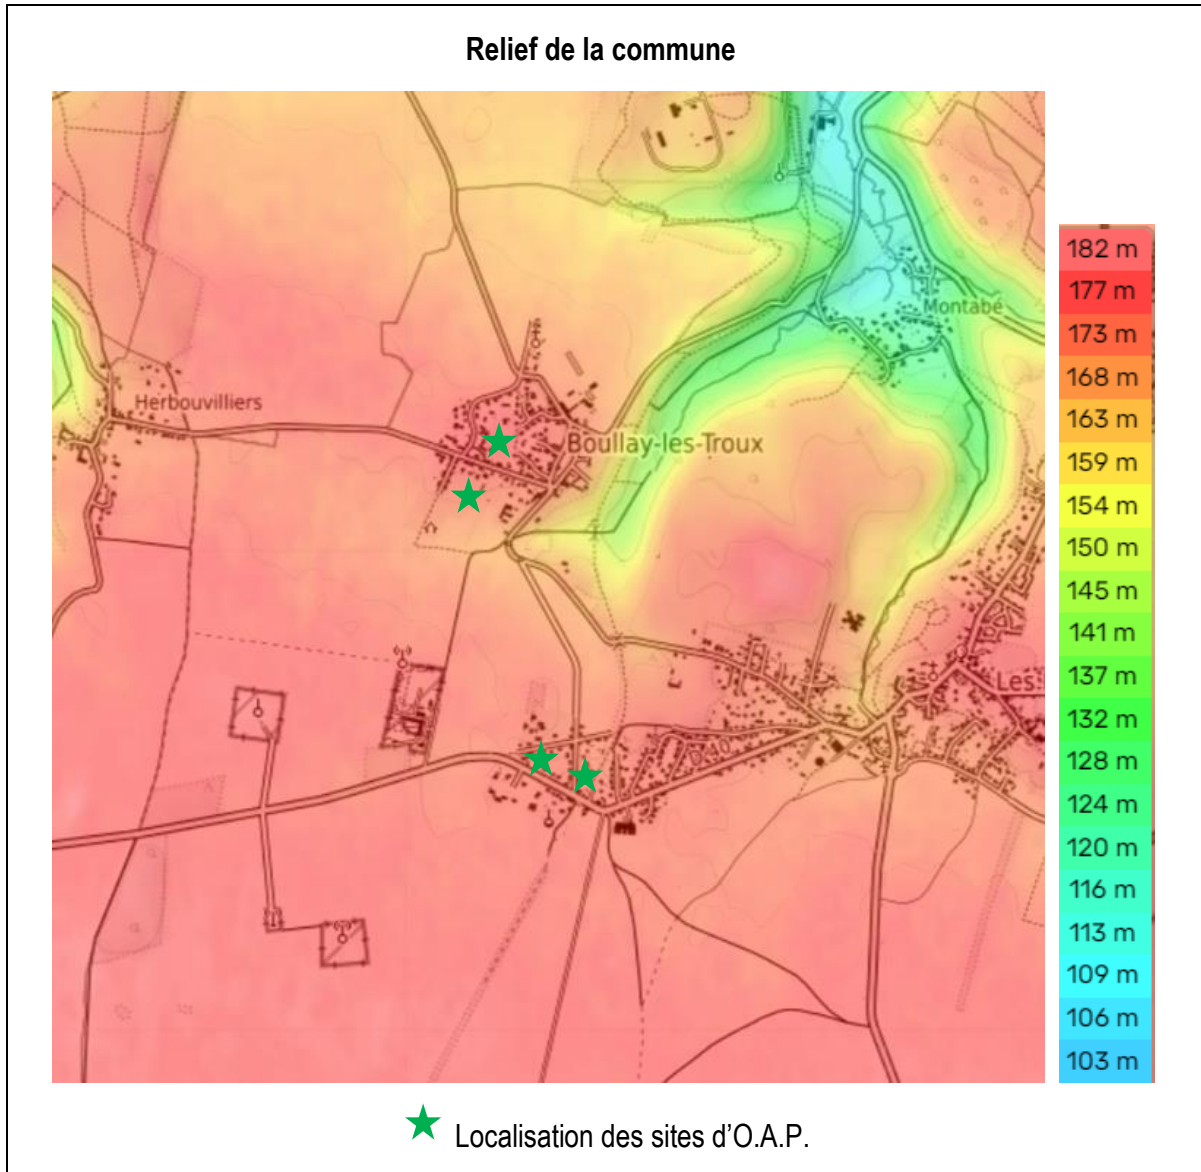 Relief de la commune
Montabé
Herbouvilliers
Boullay-les-Troux
Les
182 m
177 m
173 m
168 m
163 m
159 m
154 m
150 m
145 m
141 m
137 m
132 m
128 m
124 m
120 m
116 m
113 m
109 m
106 m
103 m
Localisation des sites d'O.A.P.